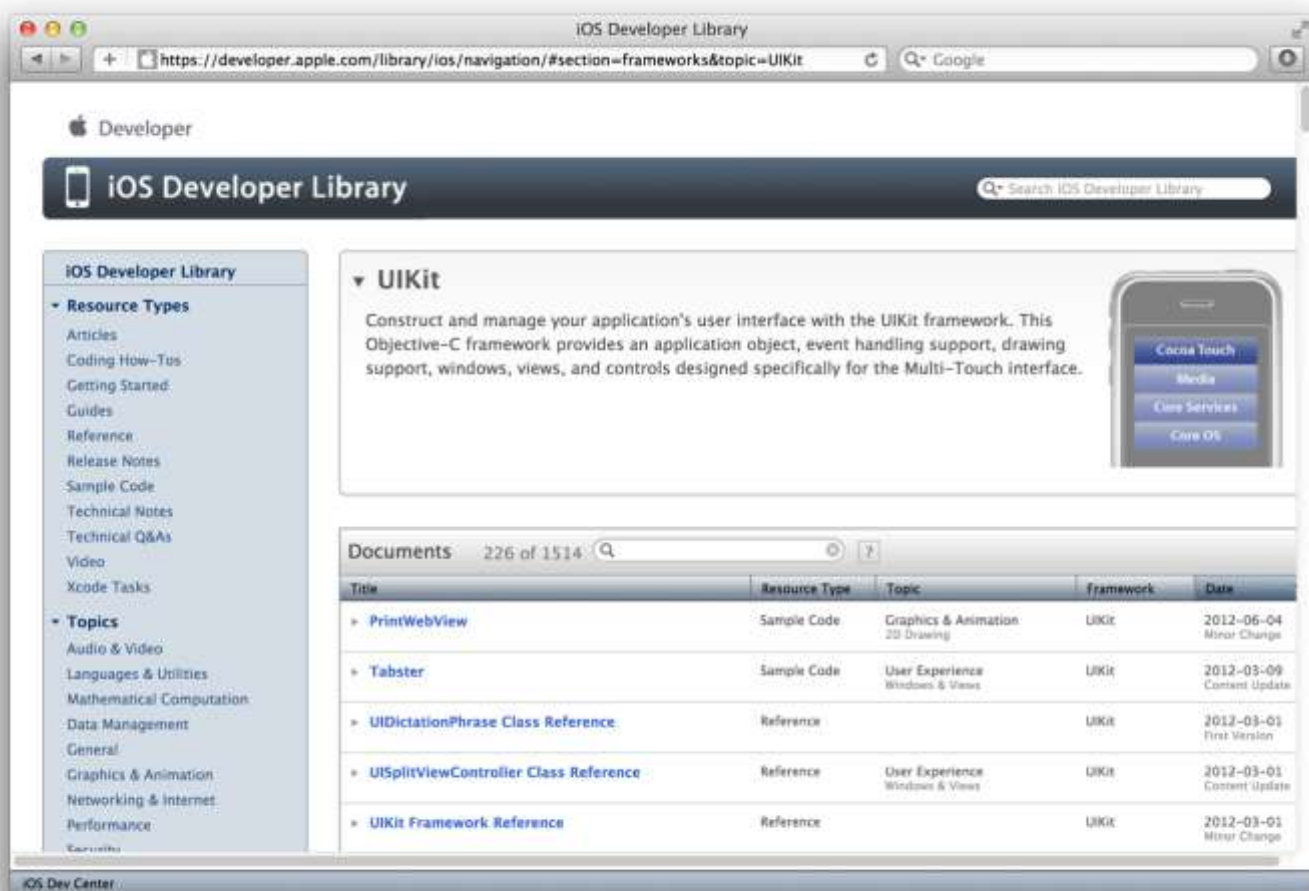 iOS Developer Library
https://developer.apple.com/library/ios/navigation/#section=frameworks&topic=UIKit
Google
Developer
iOS Developer Library
Search iOS Developer Library
iOS Developer Library
Resource Types
Articles
Coding How-Tos
Getting Started
Guides
Reference
Release Notes
Sample Code
Technical Notes
Technical Q&As
Video
Xcode Tasks
Topics
Audio & Video
Languages & Utilities
Mathematical Computation
Data Management
General
Graphics & Animation
Networking & Internet
Performance
Security
UIKit
Construct and manage your application's user interface with the UIKit framework. This
Objective-C framework provides an application object, event handling support, drawing
support, windows, views, and controls designed specifically for the Multi-Touch interface.
Cocoa Touch
Media
Core Services
Core OS
Documents 226 of 1514 ?
Title Resource Type Topic Framework Date
PrintWebView Sample Code Graphics & Animation UIKit 2012-06-04
2D Drawing Minor Change
Tabster Sample Code User Experience UIKit 2012-03-09
Windows & Views Content Update
UIDictationPhrase Class Reference Reference UIKit 2012-03-01
First Version
UISplitViewController Class Reference Reference User Experience UIKit 2012-03-01
Windows & Views Content Update
UIKit Framework Reference Reference UIKit 2012-03-01
Minor Change
iOS Dev Center